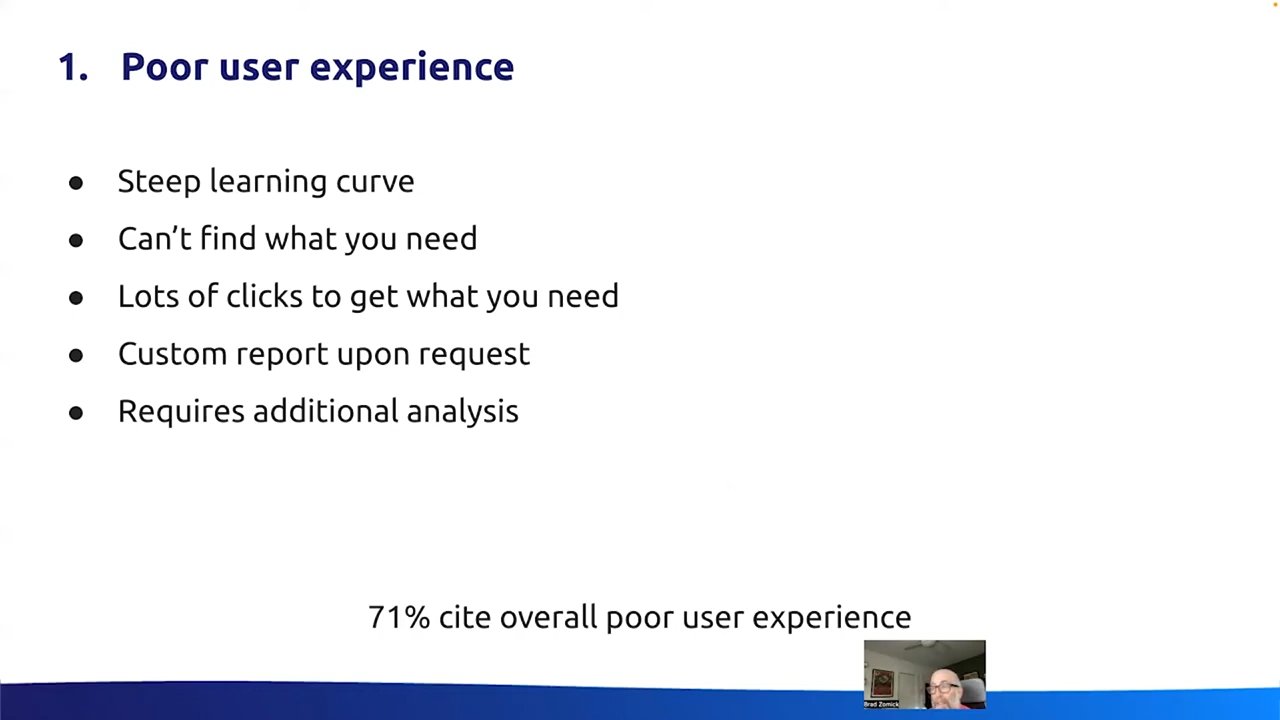 1. Poor user experience
● Steep learning curve
● Can’t find what you need
● Lots of clicks to get what you need
● Custom report upon request
● Requires additional analysis
71% cite overall poor user experience
Brad Zomick